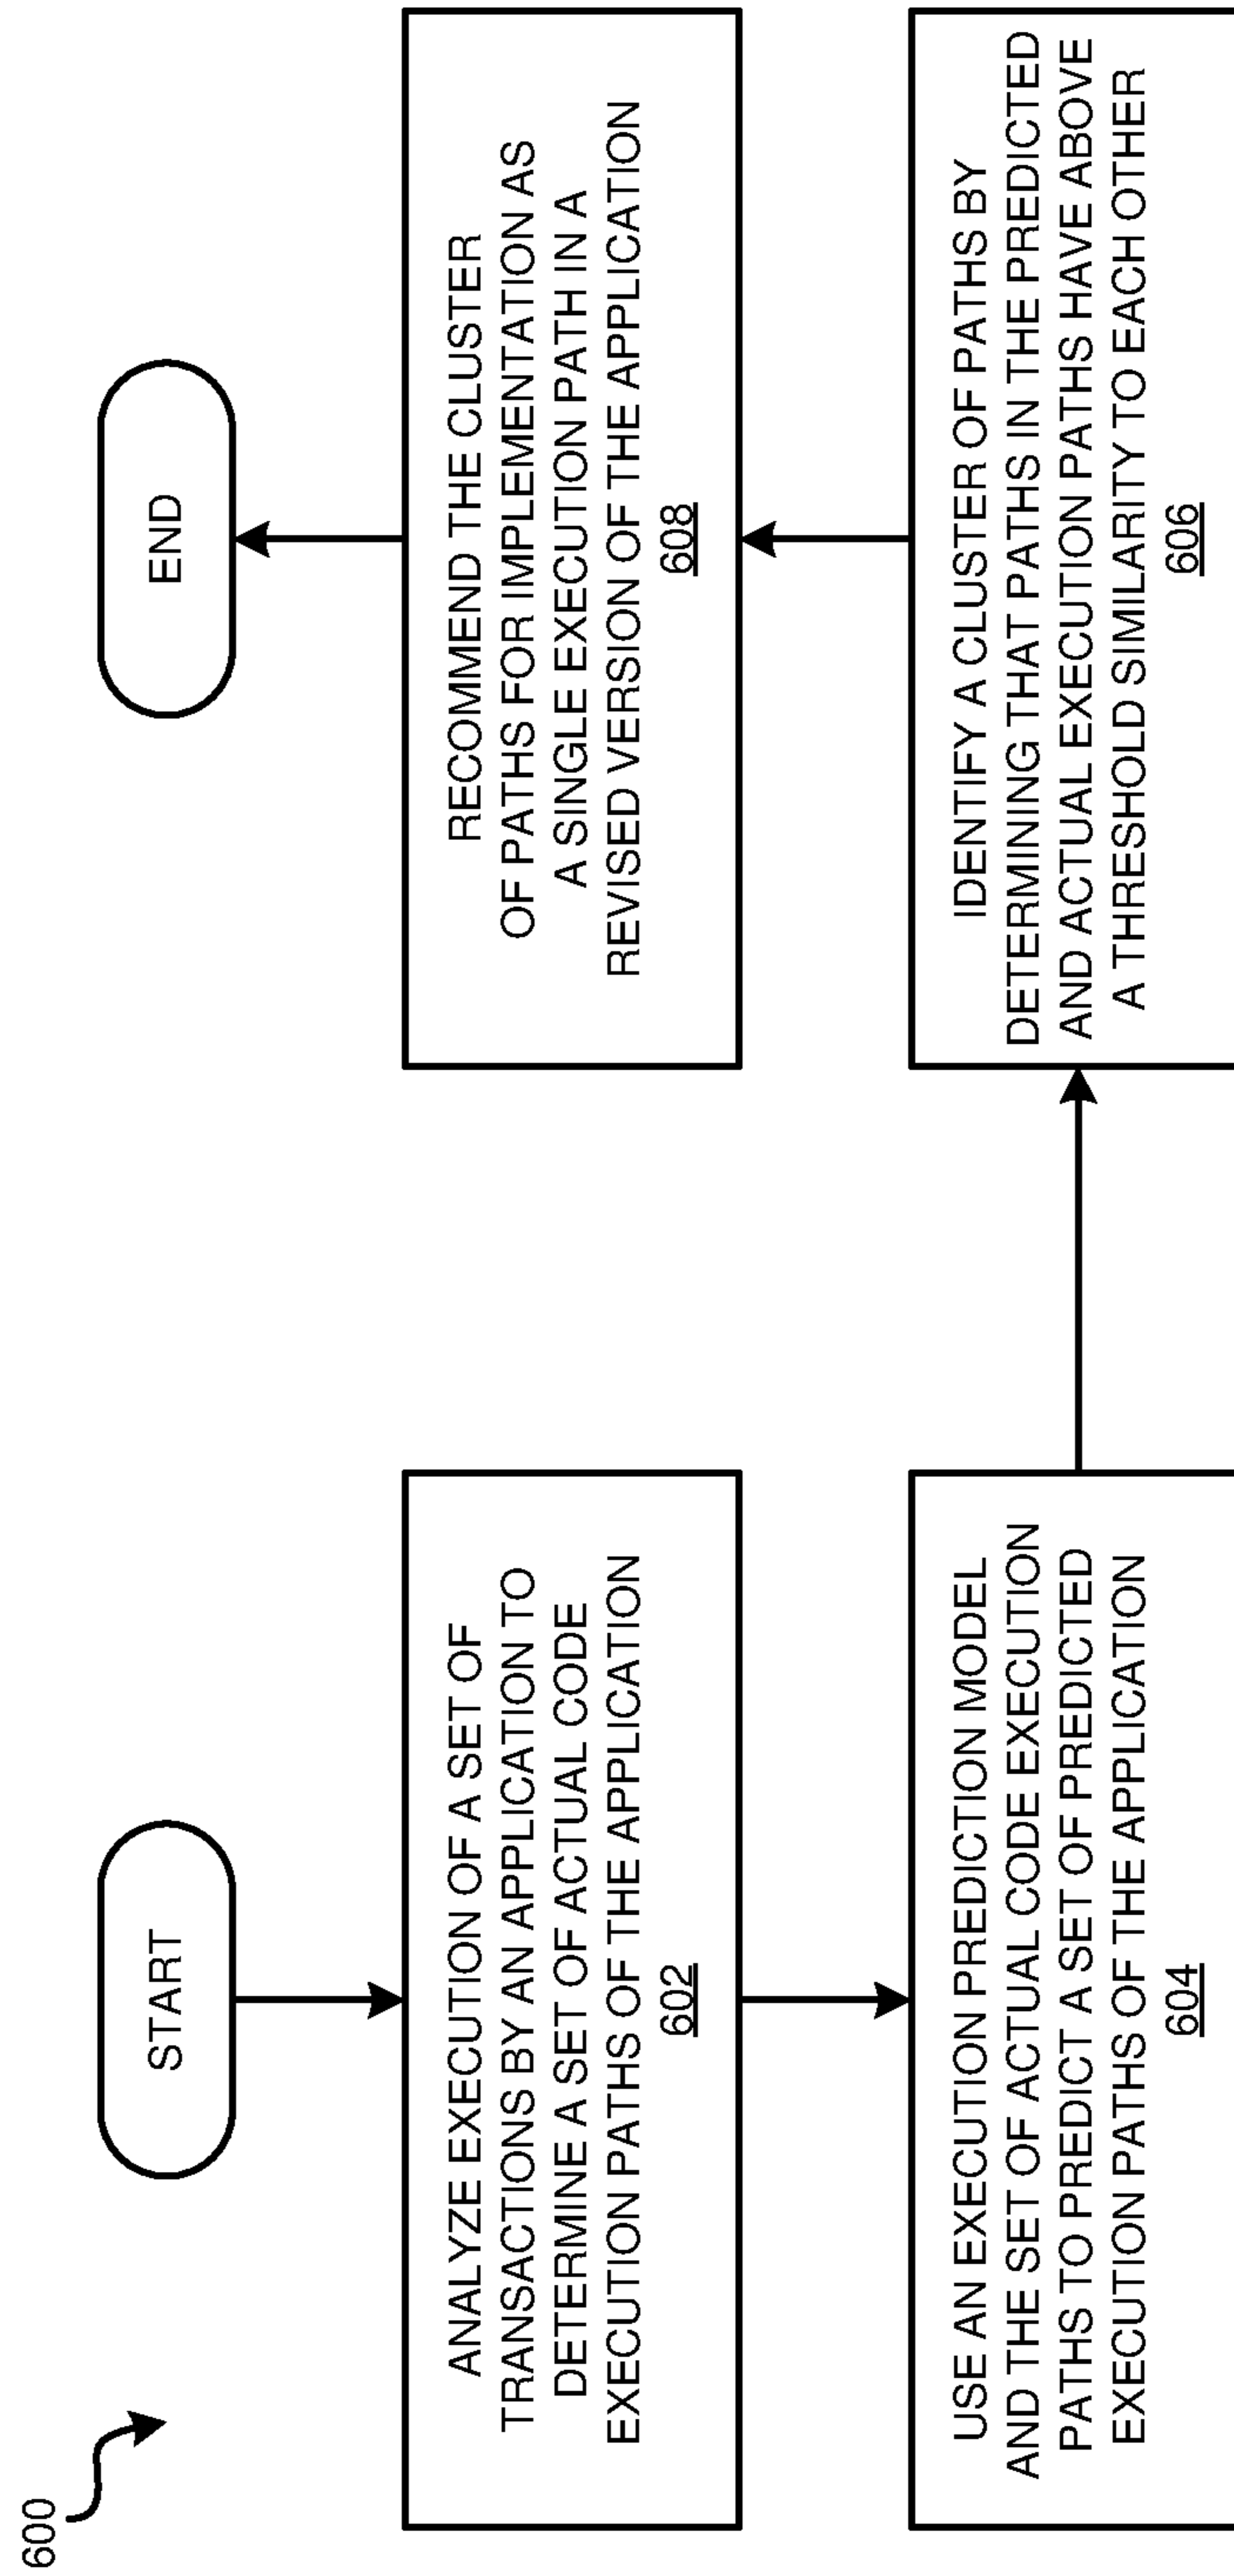 600
START
ANALYZE EXECUTION OF A SET OF
TRANSACTIONS BY AN APPLICATION TO
DETERMINE A SET OF ACTUAL CODE
EXECUTION PATHS OF THE APPLICATION
602
USE AN EXECUTION PREDICTION MODEL
AND THE SET OF ACTUAL CODE EXECUTION
PATHS TO PREDICT A SET OF PREDICTED
EXECUTION PATHS OF THE APPLICATION
604
IDENTIFY A CLUSTER OF PATHS BY
DETERMINING THAT PATHS IN THE PREDICTED
AND ACTUAL EXECUTION PATHS HAVE ABOVE
A THRESHOLD SIMILARITY TO EACH OTHER
606
RECOMMEND THE CLUSTER
OF PATHS FOR IMPLEMENTATION AS
A SINGLE EXECUTION PATH IN A
REVISED VERSION OF THE APPLICATION
608
END